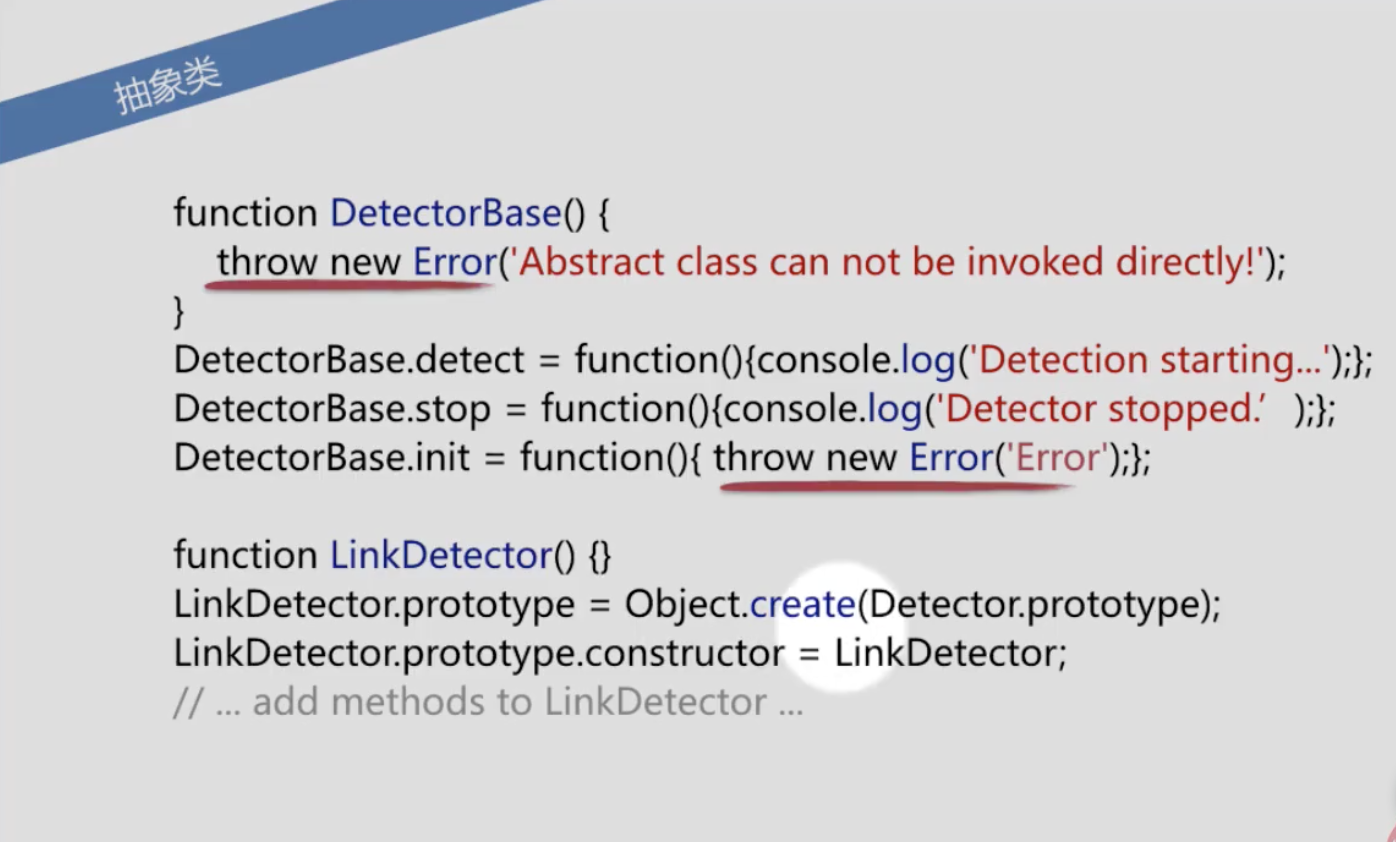 抽象类
function DetectorBase() {
throw new Error('Abstract class can not be invoked directly!');
}
DetectorBase.detect = function(){console.log('Detection starting...');};
DetectorBase.stop = function(){console.log('Detector stopped.’ );};
DetectorBase.init = function(){ throw new Error('Error');};
function LinkDetector() {}
LinkDetector.prototype = Object.create(Detector.prototype);
LinkDetector.prototype.constructor = LinkDetector;
// ... add methods to LinkDetector ...